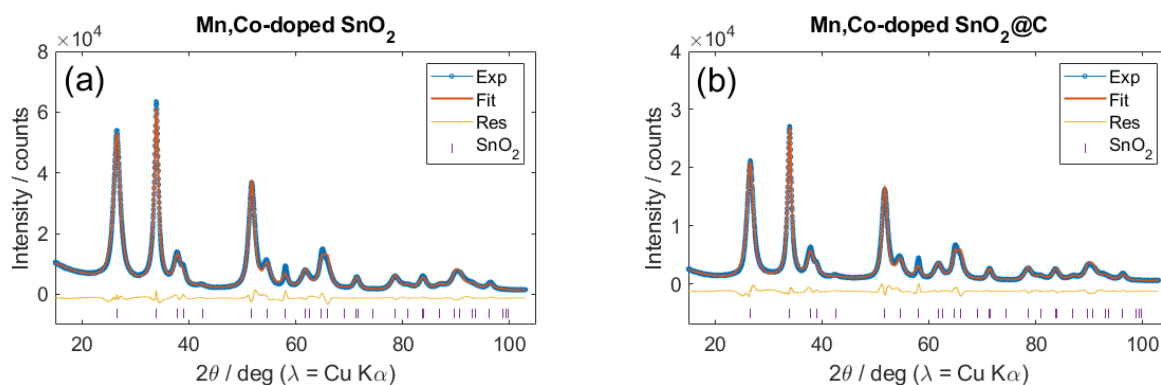 Mn,Co-doped SnO2
×10^4
(a)
8
6
4
2
0
Intensity / counts
Exp
Fit
Res
SnO2
20 40 60 80 100
2θ / deg (λ = Cu Kα)
Mn,Co-doped SnO2@C
×10^4
(b)
4
3
2
1
0
Intensity / counts
Exp
Fit
Res
SnO2
20 40 60 80 100
2θ / deg (λ = Cu Kα)